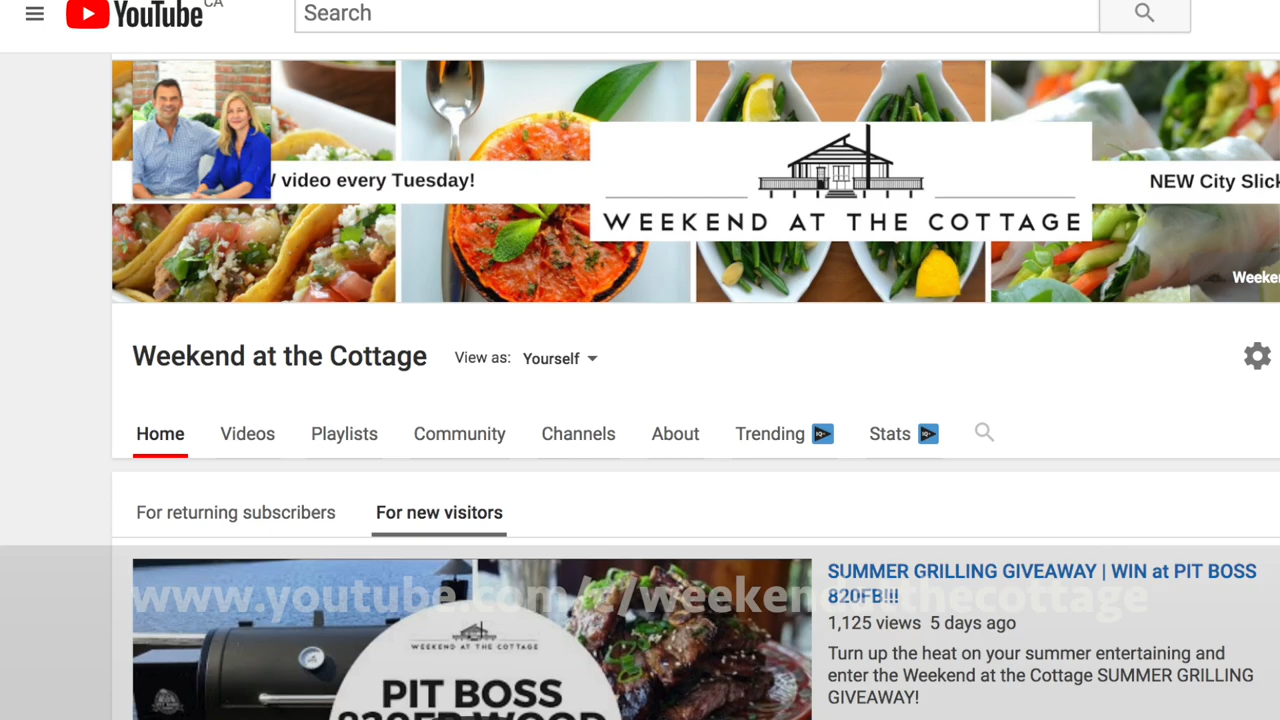 YouTube CA
Search
video every Tuesday!
NEW City Slick
WEEKEND AT THE COTTAGE
Weeke
Weekend at the Cottage View as: Yourself
Home Videos Playlists Community Channels About Trending Stats
For returning subscribers For new visitors
www.youtube.com/c/weekendatthecottage
SUMMER GRILLING GIVEAWAY | WIN at PIT BOSS
820FB!!!
1,125 views 5 days ago
Turn up the heat on your summer entertaining and
enter the Weekend at the Cottage SUMMER GRILLING
GIVEAWAY!
WEEKEND AT THE COTTAGE
PIT BOSS
820FB WOOD